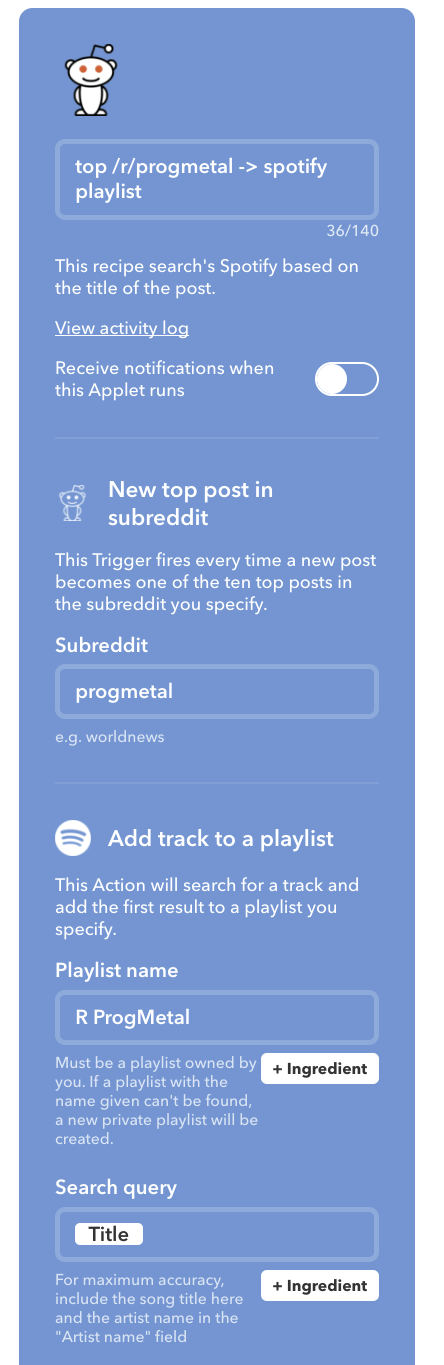 top /r/progmetal -> spotify
playlist
36/140
This recipe search's Spotify based on
the title of the post.
View activity log
Receive notifications when
this Applet runs
New top post in
subreddit
This Trigger fires every time a new post
becomes one of the ten top posts in
the subreddit you specify.
Subreddit
progmetal
e.g. worldnews
Add track to a playlist
This Action will search for a track and
add the first result to a playlist you
specify.
Playlist name
R ProgMetal
Must be a playlist owned by
you. If a playlist with the
name given can't be found,
a new private playlist will be
created.
+ Ingredient
Search query
Title
For maximum accuracy,
include the song title here
and the artist name in the
"Artist name" field
+ Ingredient